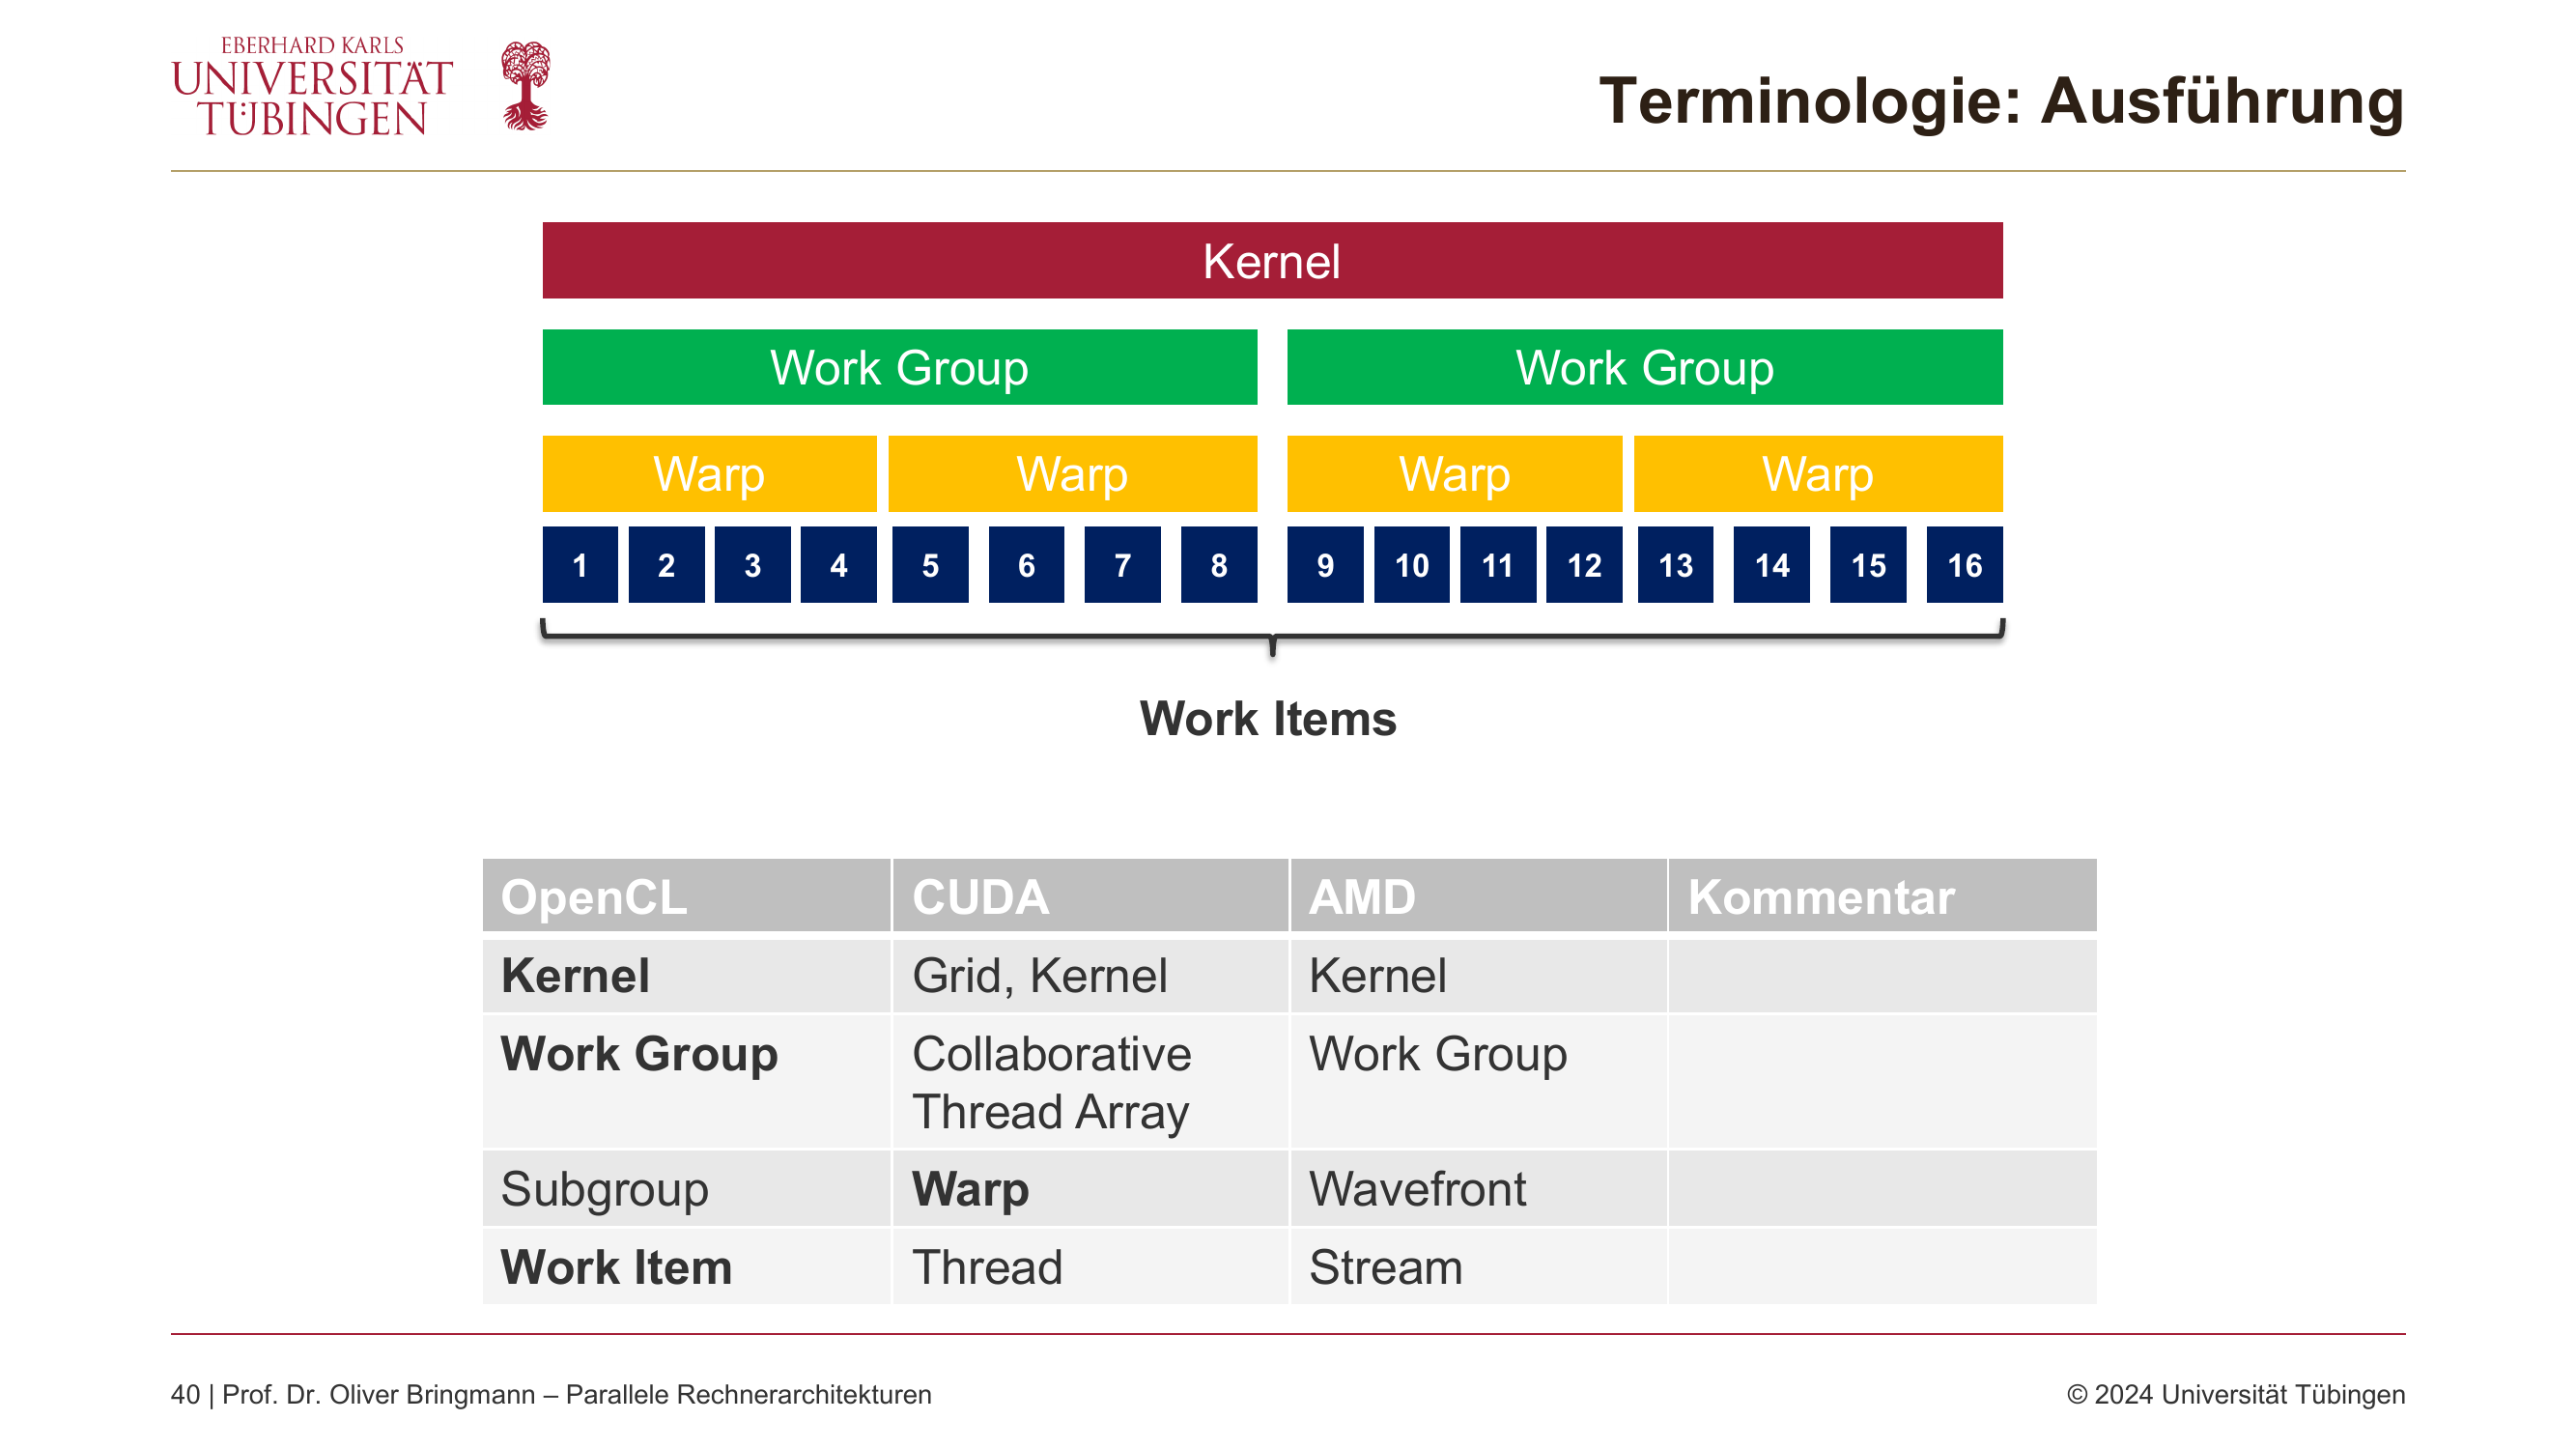 EBERHARD KARLS
UNIVERSITÄT
TÜBINGEN
Terminologie: Ausführung
Kernel
Work Group Work Group
Warp Warp Warp Warp
1 2 3 4 5 6 7 8 9 10 11 12 13 14 15 16
Work Items
OpenCL CUDA AMD Kommentar
Kernel Grid, Kernel Kernel
Work Group Collaborative Work Group
Thread Array
Subgroup Warp Wavefront
Work Item Thread Stream
40 | Prof. Dr. Oliver Bringmann – Parallele Rechnerarchitekturen © 2024 Universität Tübingen